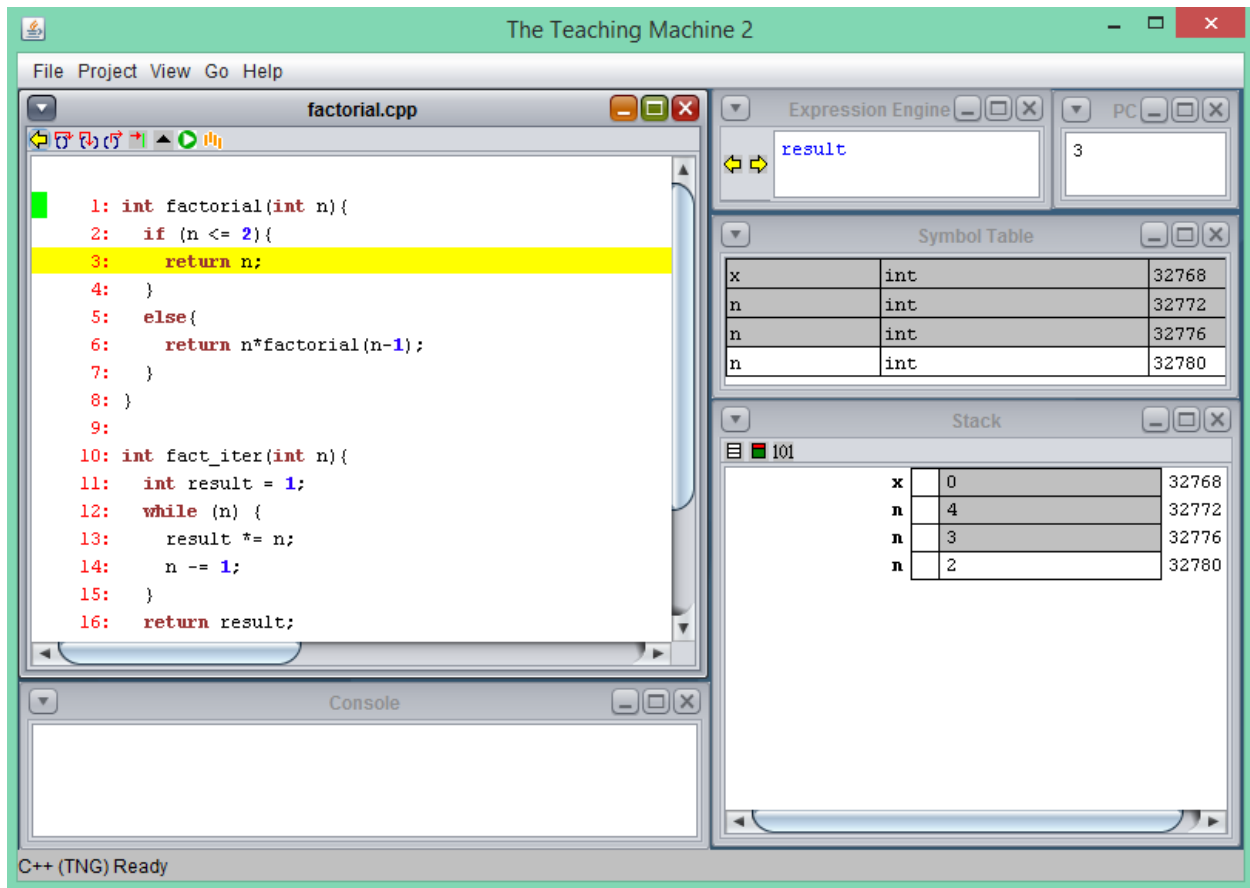 The Teaching Machine 2
File Project View Go Help
factorial.cpp
1: int factorial(int n){
2: if (n <= 2){
3: return n;
4: }
5: else{
6: return n*factorial(n-1);
7: }
8: }
9:
10: int fact_iter(int n){
11: int result = 1;
12: while (n) {
13: result *= n;
14: n -= 1;
15: }
16: return result;
Console
C++ (TNG) Ready
Expression Engine
result
PC
3
Symbol Table
x int 32768
n int 32772
n int 32776
n int 32780
Stack
101
x 0 32768
n 4 32772
n 3 32776
n 2 32780